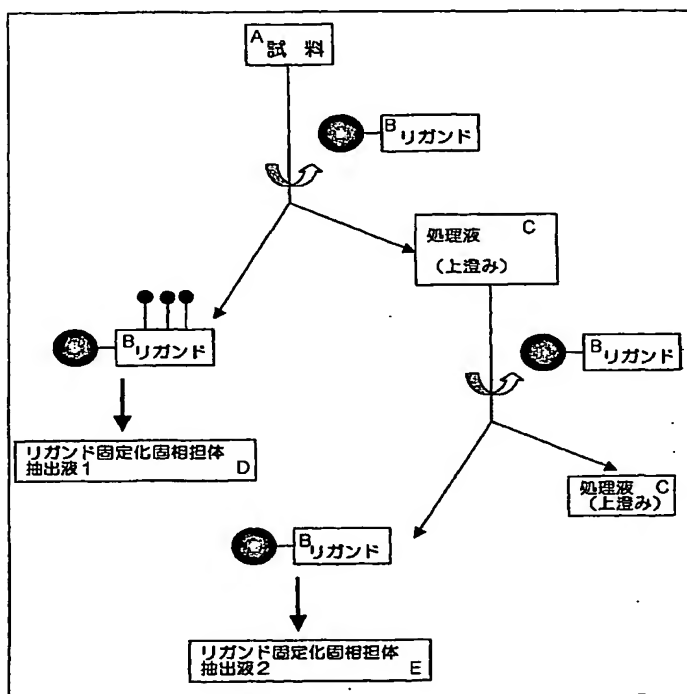 A 試 料
B リガンド
処理液 C
(上澄み)
B リガンド
B リガンド
リガンド固定化固相担体
抽出液1 D
処理液 C
(上澄み)
B リガンド
リガンド固定化固相担体
抽出液2 E